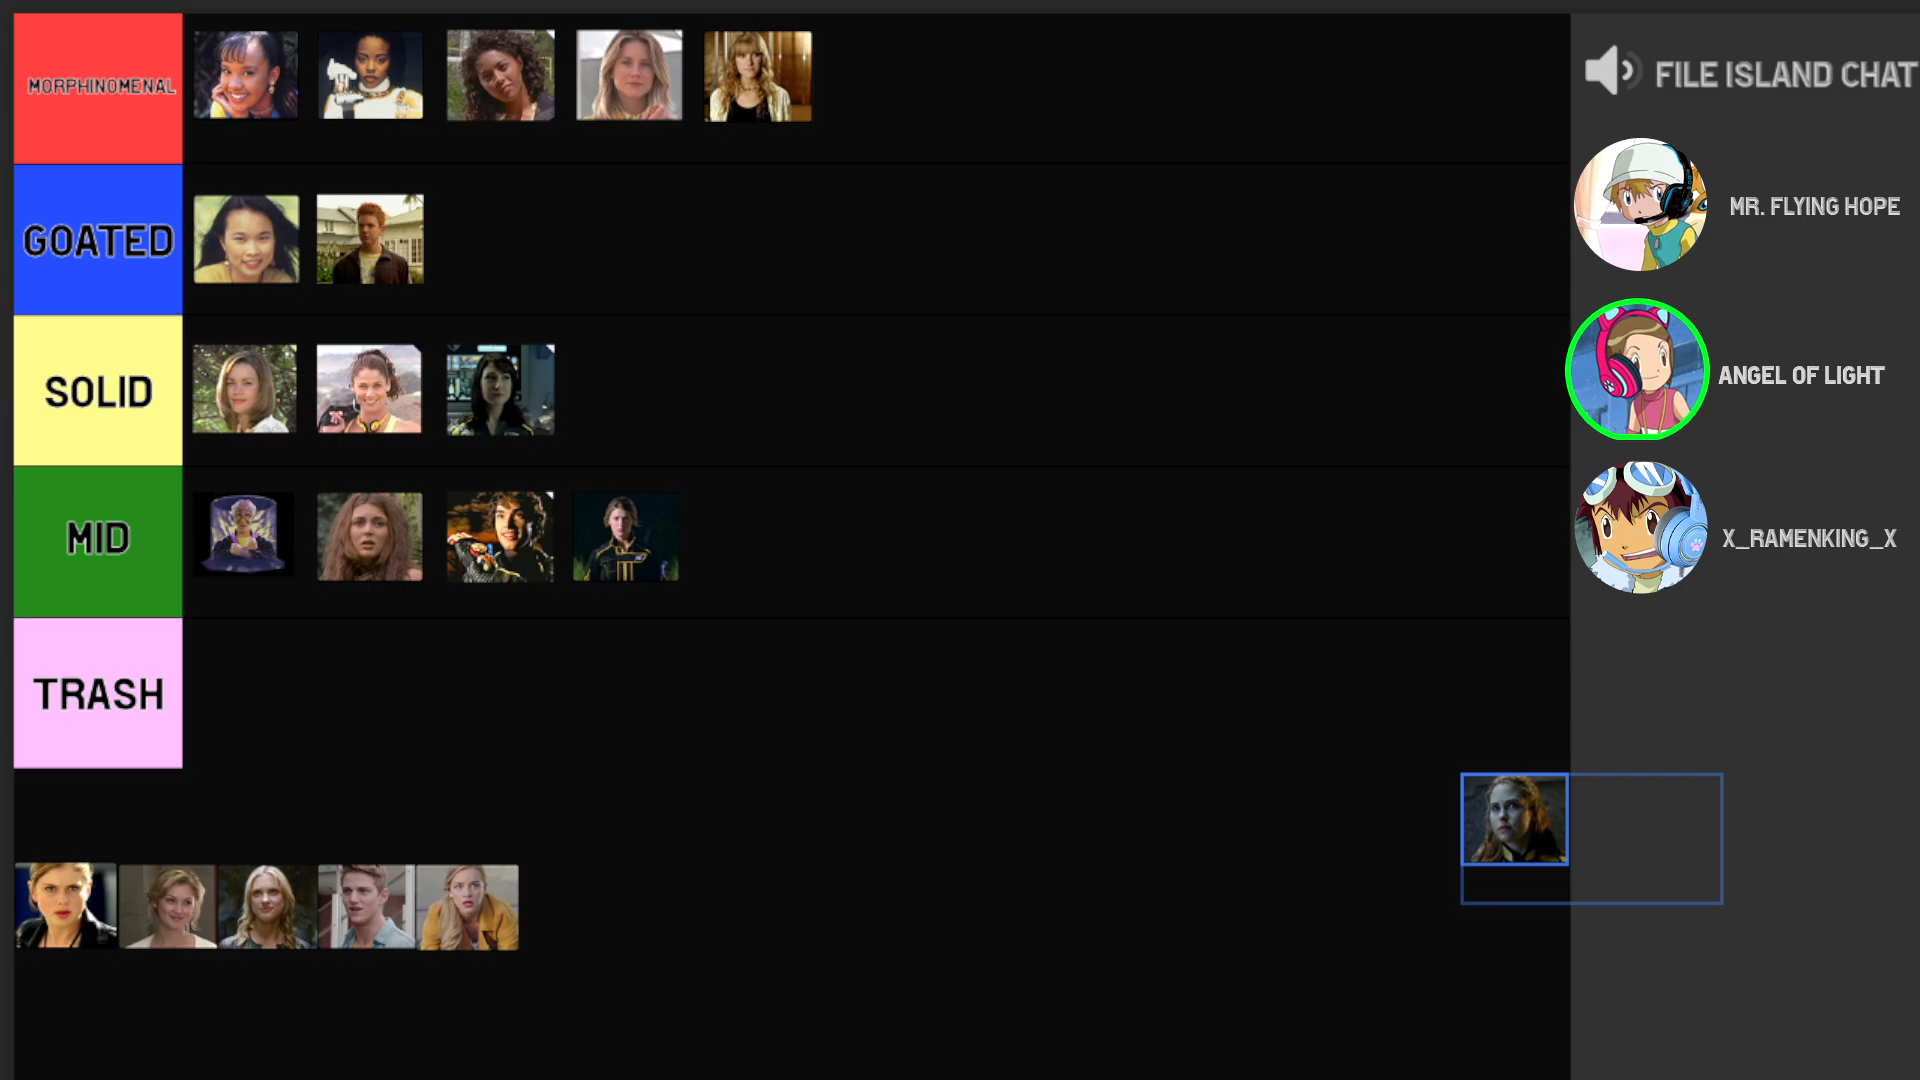 MORPHINOMENAL
GOATED
SOLID
MID
TRASH
FILE ISLAND CHAT
MR. FLYING HOPE
ANGEL OF LIGHT
X_RAMENKING_X